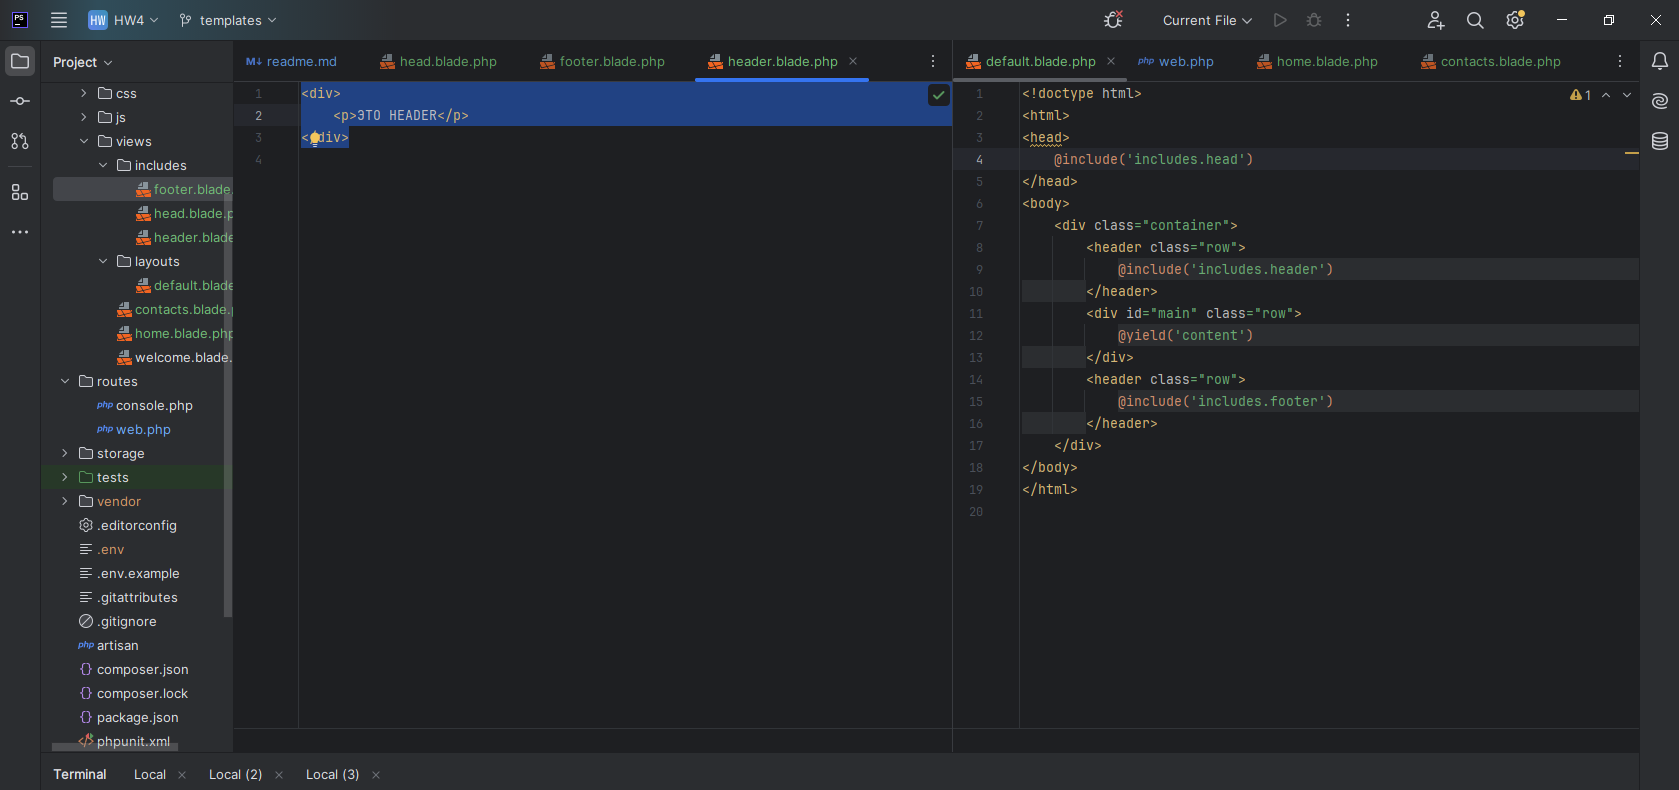 PS HW HW4 templates Current File
Project
css
js
views
includes
footer.blade.
head.blade.p
header.blade
layouts
default.blade
contacts.blade.p
home.blade.php
welcome.blade.
routes
php console.php
php web.php
storage
tests
vendor
.editorconfig
.env
.env.example
.gitattributes
.gitignore
php artisan
{} composer.json
{} composer.lock
{} package.json
</> phpunit.xml
M↓ readme.md head.blade.php footer.blade.php header.blade.php ×
1 <div>
2 <p>ЭТО HEADER</p>
3 </div>
4
default.blade.php × php web.php home.blade.php contacts.blade.php
1
1 <!doctype html>
2 <html>
3 <head>
4 @include('includes.head')
5 </head>
6 <body>
7 <div class="container">
8 <header class="row">
9 @include('includes.header')
10 </header>
11 <div id="main" class="row">
12 @yield('content')
13 </div>
14 <header class="row">
15 @include('includes.footer')
16 </header>
17 </div>
18 </body>
19 </html>
20
Terminal Local × Local (2) × Local (3) ×